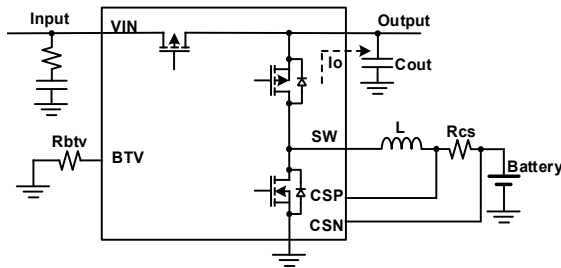 Input
VIN
Output
Io
Cout
Rbtv
BTV
SW
L
Rcs
Battery
CSP
CSN